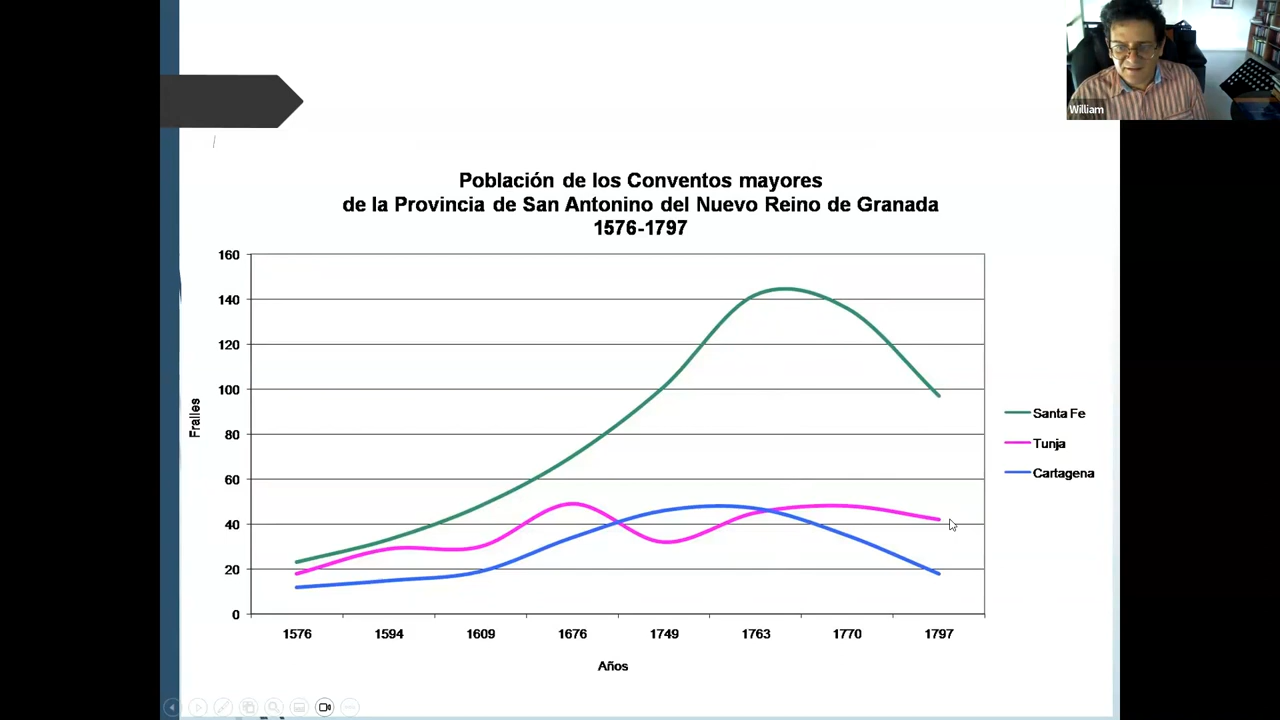 William
Población de los Conventos mayores
de la Provincia de San Antonino del Nuevo Reino de Granada
1576-1797
160
140
120
100
80
60
40
20
0
Frailes
1576 1594 1609 1676 1749 1763 1770 1797
Años
Santa Fe
Tunja
Cartagena